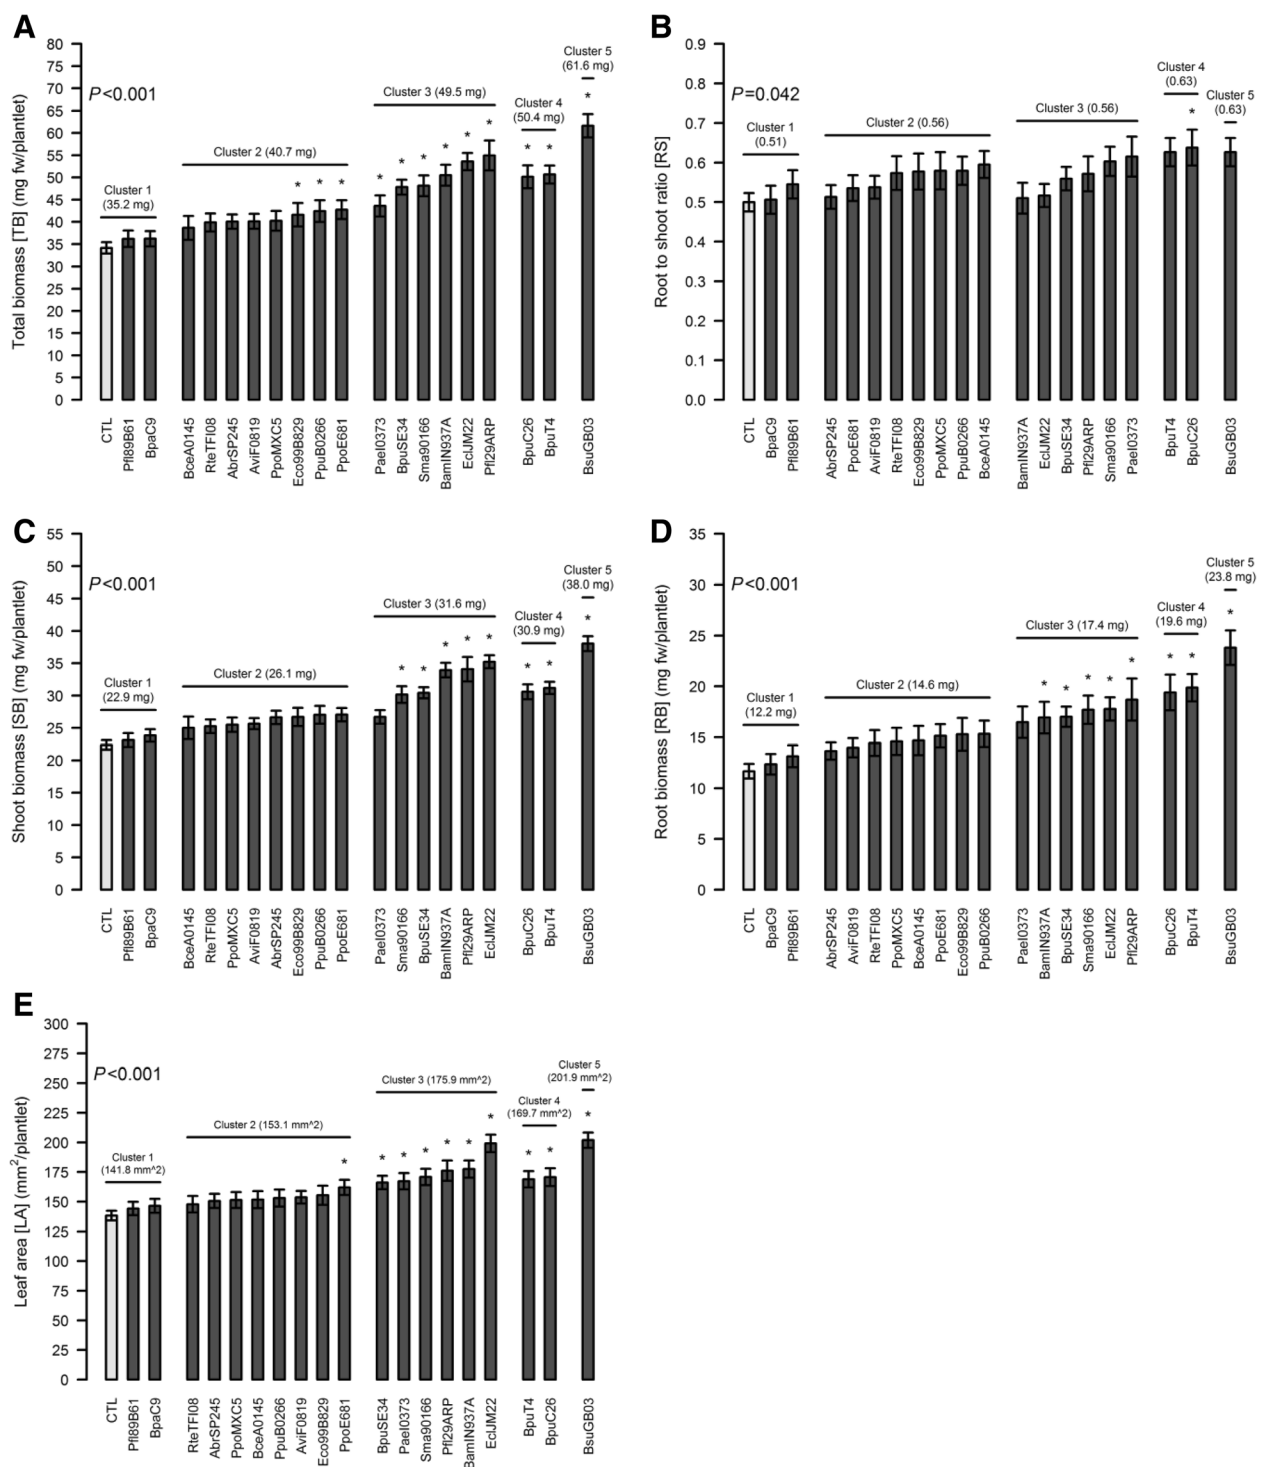 A
Total biomass [TB] (mg fw/plantlet)
80
75
70
65
60
55
50
45
40
35
30
25
20
15
10
5
0
P<0.001
Cluster 1
(35.2 mg)
Cluster 2 (40.7 mg)
Cluster 3 (49.5 mg)
Cluster 4
(50.4 mg)
Cluster 5
(61.6 mg)
* * * * * * * * * * * *
CTL
Pfl89B61
BpaC9
BceA0145
RteTFI08
AbrSP245
AviF0819
PpoMXC5
Eco99B829
PpuB0266
PpoE681
Pael0373
BpuSE34
Sma90166
BamIN937A
EclJM22
Pfl29ARP
BpuC26
BpuT4
BsuGB03
B
Root to shoot ratio [RS]
0.9
0.8
0.7
0.6
0.5
0.4
0.3
0.2
0.1
0.0
P=0.042
Cluster 1
(0.51)
Cluster 2 (0.56)
Cluster 3 (0.56)
Cluster 4
(0.63)
Cluster 5
(0.63)
*
CTL
BpaC9
Pfl89B61
AbrSP245
PpoE681
AviF0819
RteTFI08
Eco99B829
PpoMXC5
PpuB0266
BceA0145
BamIN937A
EclJM22
BpuSE34
Pfl29ARP
Sma90166
Pael0373
BpuT4
BpuC26
BsuGB03
C
Shoot biomass [SB] (mg fw/plantlet)
55
50
45
40
35
30
25
20
15
10
5
0
P<0.001
Cluster 1
(22.9 mg)
Cluster 2 (26.1 mg)
Cluster 3 (31.6 mg)
Cluster 4
(30.9 mg)
Cluster 5
(38.0 mg)
* * * * * * * *
CTL
Pfl89B61
BpaC9
BceA0145
RteTFI08
PpoMXC5
AviF0819
AbrSP245
Eco99B829
PpuB0266
PpoE681
Pael0373
Sma90166
BpuSE34
BamIN937A
Pfl29ARP
EclJM22
BpuC26
BpuT4
BsuGB03
D
Root biomass [RB] (mg fw/plantlet)
35
30
25
20
15
10
5
0
P<0.001
Cluster 1
(12.2 mg)
Cluster 2 (14.6 mg)
Cluster 3 (17.4 mg)
Cluster 4
(19.6 mg)
Cluster 5
(23.8 mg)
* * * * * * * *
CTL
BpaC9
Pfl89B61
AbrSP245
AviF0819
RteTFI08
PpoMXC5
BceA0145
PpoE681
Eco99B829
PpuB0266
Pael0373
BamIN937A
BpuSE34
Sma90166
EclJM22
Pfl29ARP
BpuC26
BpuT4
BsuGB03
E
Leaf area [LA] (mm²/plantlet)
300
275
250
225
200
175
150
125
100
75
50
25
0
P<0.001
Cluster 1
(141.8 mm^2)
Cluster 2 (153.1 mm^2)
Cluster 3 (175.9 mm^2)
Cluster 4
(169.7 mm^2)
Cluster 5
(201.9 mm^2)
* * * * * * * * * *
CTL
Pfl89B61
BpaC9
RteTFI08
AbrSP245
PpoMXC5
BceA0145
PpuB0266
AviF0819
Eco99B829
PpoE681
BpuSE34
Pael0373
Sma90166
Pfl29ARP
BamIN937A
EclJM22
BpuT4
BpuC26
BsuGB03